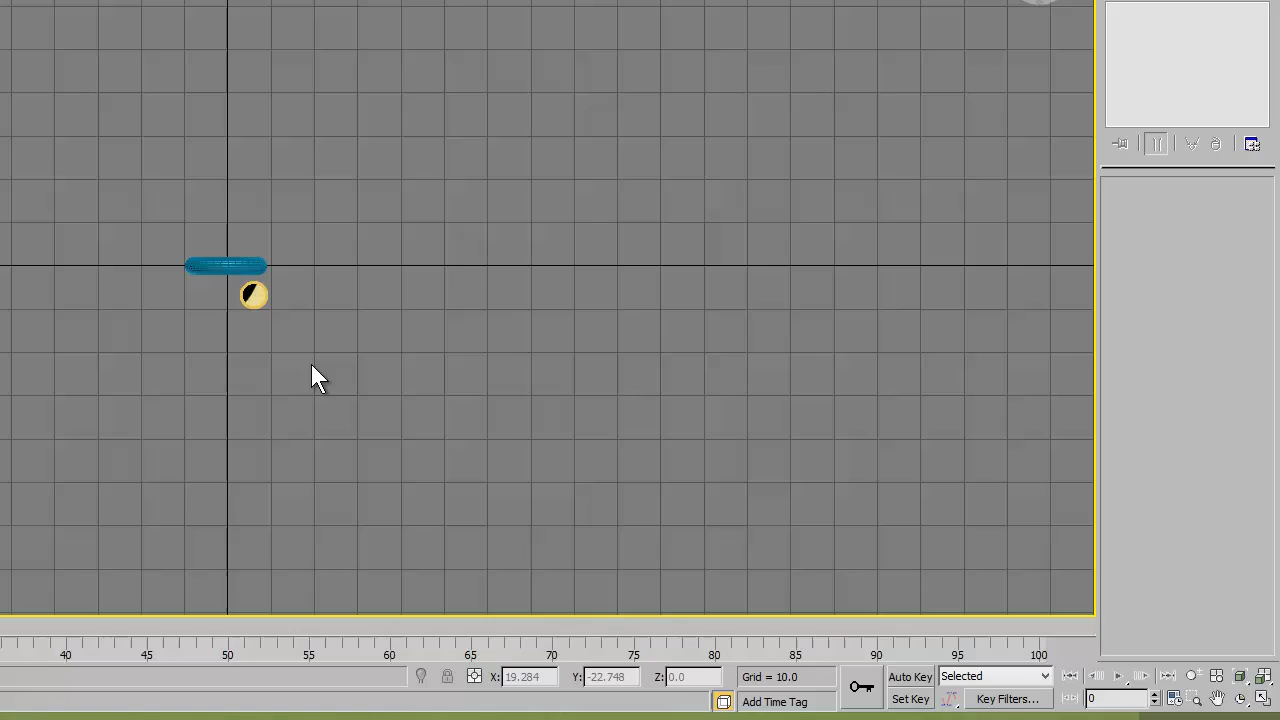 40 45 50 55 60 65 70 75 80 85 90 95 100
X: 19.284 Y: -22.748 Z: 0.0 Grid = 10.0 Auto Key Selected
Add Time Tag Set Key Key Filters... 0